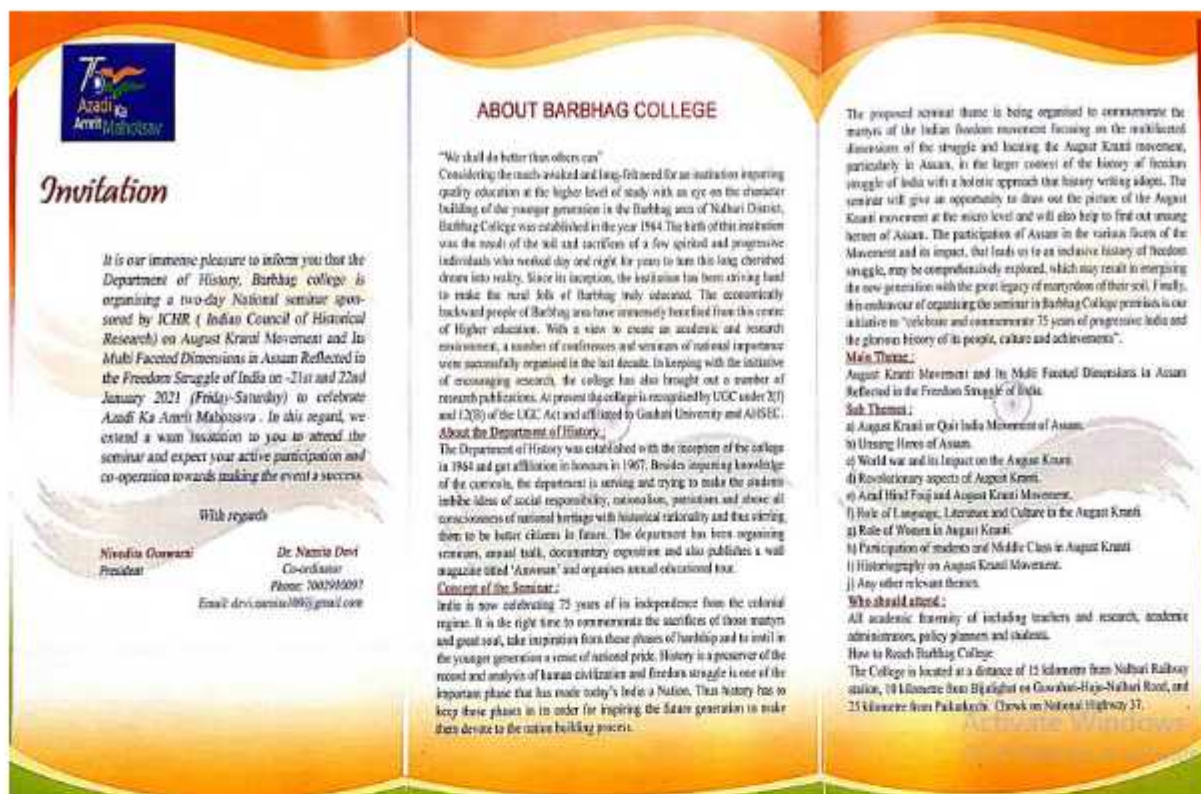 75
Azadi Ka
Amrit Mahotsav
Invitation
It is our immense pleasure to inform you that the
Department of History, Barbhag college is
organising a two-day National seminar spon-
sored by ICHR ( Indian Council of Historical
Research) on August Kranti Movement and Its
Multi Faceted Dimensions in Assam Reflected in
the Freedom Struggle of India on -21st and 22nd
January 2021 (Friday-Saturday) to celebrate
Azadi Ka Amrit Mahotsava . In this regard, we
extend a warm invitation to you to attend the
seminar and expect your active participation and
co-operation towards making the event a success.
With regards
Nivedita Goswami
President
Dr. Namita Devi
Co-ordinator
Phone: 7002910097
Email: devi.namita109@gmail.com
ABOUT BARBHAG COLLEGE
"We shall do better than others can"
Considering the much-awaked and long-felt need for an institution imparting
quality education at the higher level of study with an eye on the character
building of the younger generation in the Barbhag area of Nalbari District,
Barbhag College was established in the year 1964. The birth of this institution
was the result of the toil and sacrifices of a few spirited and progressive
individuals who worked day and night for years to turn this long cherished
dream into reality. Since its inception, the institution has been striving hard
to make the rural folk of Barbhag truly educated. The economically
backward people of Barbhag area have immensely benefited from this centre
of Higher education. With a view to create an academic and research
environment, a number of conferences and seminars of national importance
were successfully organised in the last decade. In keeping with the initiative
of encouraging research, the college has also brought out a number of
research publications. At present the college is recognised by UGC under 2(f)
and 12(B) of the UGC Act and affiliated to Gauhati University and AHSEC.
About the Department of History :
The Department of History was established with the inception of the college
in 1964 and got affiliation in honours in 1967. Besides imparting knowledge
of the curricula, the department is serving and trying to make the students
imbibe ideas of social responsibility, rationalism, patriotism and above all
consciousness of national heritage with historical rationality and thus stirring
them to be better citizens in future. The department has been organising
seminars, annual talk, documentary exposition and also publishes a wall
magazine titled 'Anwesan' and organises annual educational tour.
Concept of the Seminar :
India is now celebrating 75 years of its independence from the colonial
regime. It is the right time to commemorate the sacrifices of those martyrs
and great soul, take inspiration from these phases of hardship and to instil in
the younger generation a sense of national pride. History is a preserver of the
record and analysis of human civilization and freedom struggle is one of the
important phase that has made today's India a Nation. Thus history has to
keep these phases in its order for inspiring the future generation to make
them devote to the nation building process.
The proposed seminar theme is being organised to commemorate the
martyrs of the Indian freedom movement focusing on the multifaceted
dimensions of the struggle and locating the August Kranti movement,
particularly in Assam, in the larger context of the history of freedom
struggle of India with a holistic approach that history writing adopts. The
seminar will give an opportunity to draw out the picture of the August
Kranti movement at the micro level and will also help to find out unsung
heroes of Assam. The participation of Assam in the various facets of the
Movement and its impact, that leads us to an inclusive history of freedom
struggle, may be comprehensively explored, which may result in energising
the new generation with the great legacy of martyrdom of their soil. Finally,
this endeavour of organizing the seminar in Barbhag College premises is our
initiative to "celebrate and commemorate 75 years of progressive India and
the glorious history of its people, culture and achievements".
Main Theme :
August Kranti Movement and Its Multi Faceted Dimensions in Assam
Reflected in the Freedom Struggle of India.
Sub Themes :
a) August Kranti or Quit India Movement of Assam.
b) Unsung Heros of Assam.
c) World war and its Impact on the August Kranti.
d) Revolutionary aspects of August Kranti.
e) Azad Hind Fouj and August Kranti Movement.
f) Role of Language, Literature and Culture in the August Kranti.
g) Role of Women in August Kranti.
h) Participation of students and Middle Class in August Kranti
i) Historiography on August Kranti Movement.
j) Any other relevant themes.
Who should attend :
All academic fraternity of including teachers and research, academic
administrators, policy planners and students.
How to Reach Barbhag College
The College is located at a distance of 15 kilometre from Nalbari Railway
station, 10 kilometre from Bijulighat on Guwahati-Hajo-Nalbari Road, and
25 kilometre from Chowk on National Highway 37.
Activate Windows